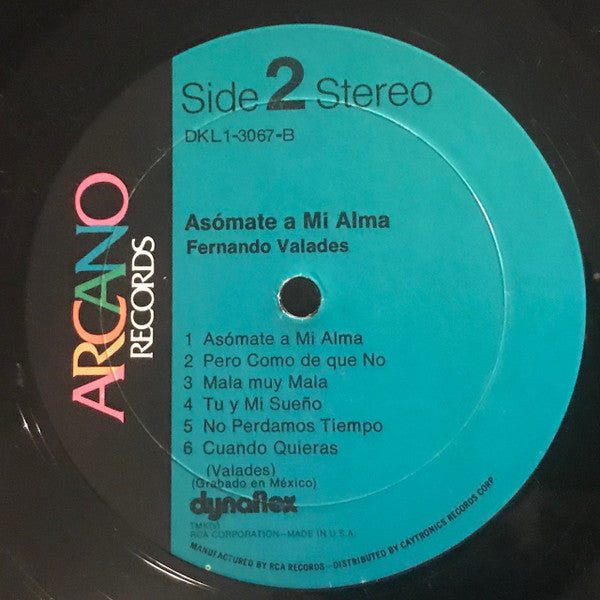 ARCANO
RECORDS
Side 2 Stereo
DKL1-3067-B
Asómate a Mi Alma
Fernando Valades
1 Asómate a Mi Alma
2 Pero Como de que No
3 Mala muy Mala
4 Tu y Mi Sueño
5 No Perdamos Tiempo
6 Cuando Quieras
(Valades)
(Grabado en México)
dynaflex
RCA CORPORATION—MADE IN U.S.A.
MANUFACTURED BY RCA RECORDS—DISTRIBUTED BY CAYTRONICS RECORDS CORP.